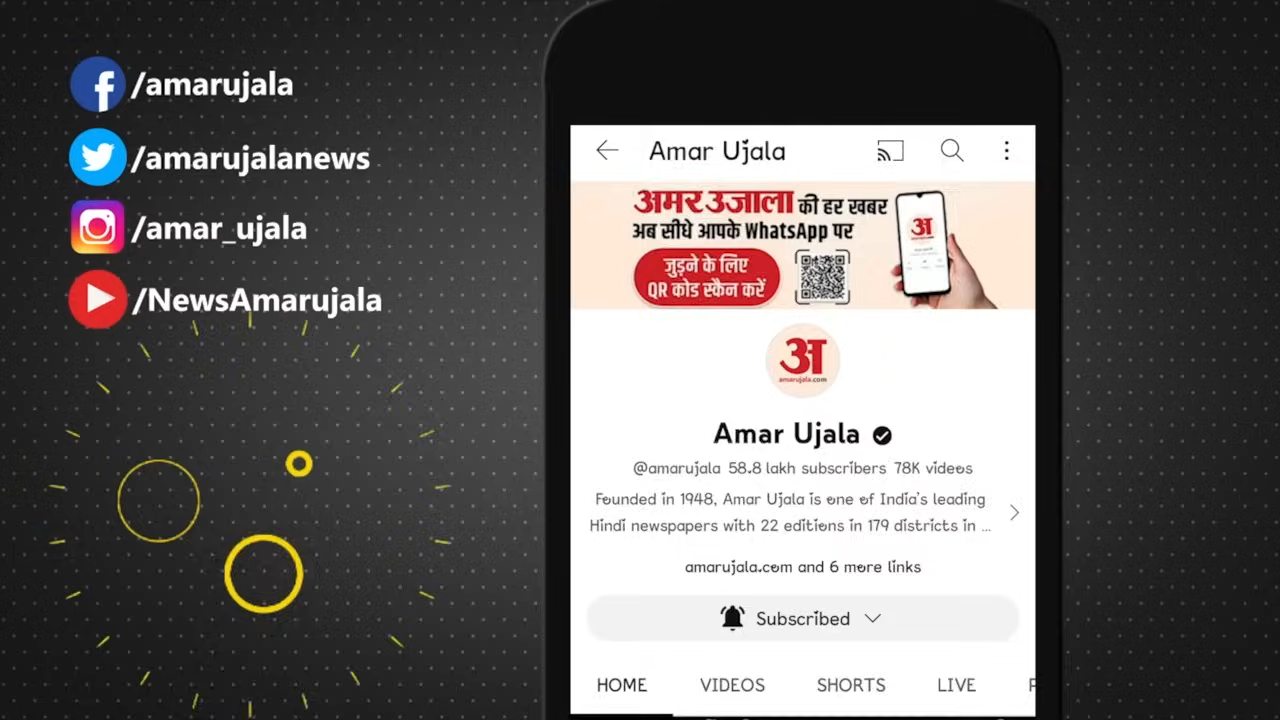 /amarujala
/amarujalanews
/amar_ujala
/NewsAmarujala
Amar Ujala
अमर उजाला की हर खबर
अब सीधे आपके WhatsApp पर
जुड़ने के लिए
QR कोड स्कैन करें
अ
अ
amarujala.com
Amar Ujala
@amarujala 58.8 lakh subscribers 78K videos
Founded in 1948, Amar Ujala is one of India's leading
Hindi newspapers with 22 editions in 179 districts in ...
amarujala.com and 6 more links
Subscribed
HOME VIDEOS SHORTS LIVE